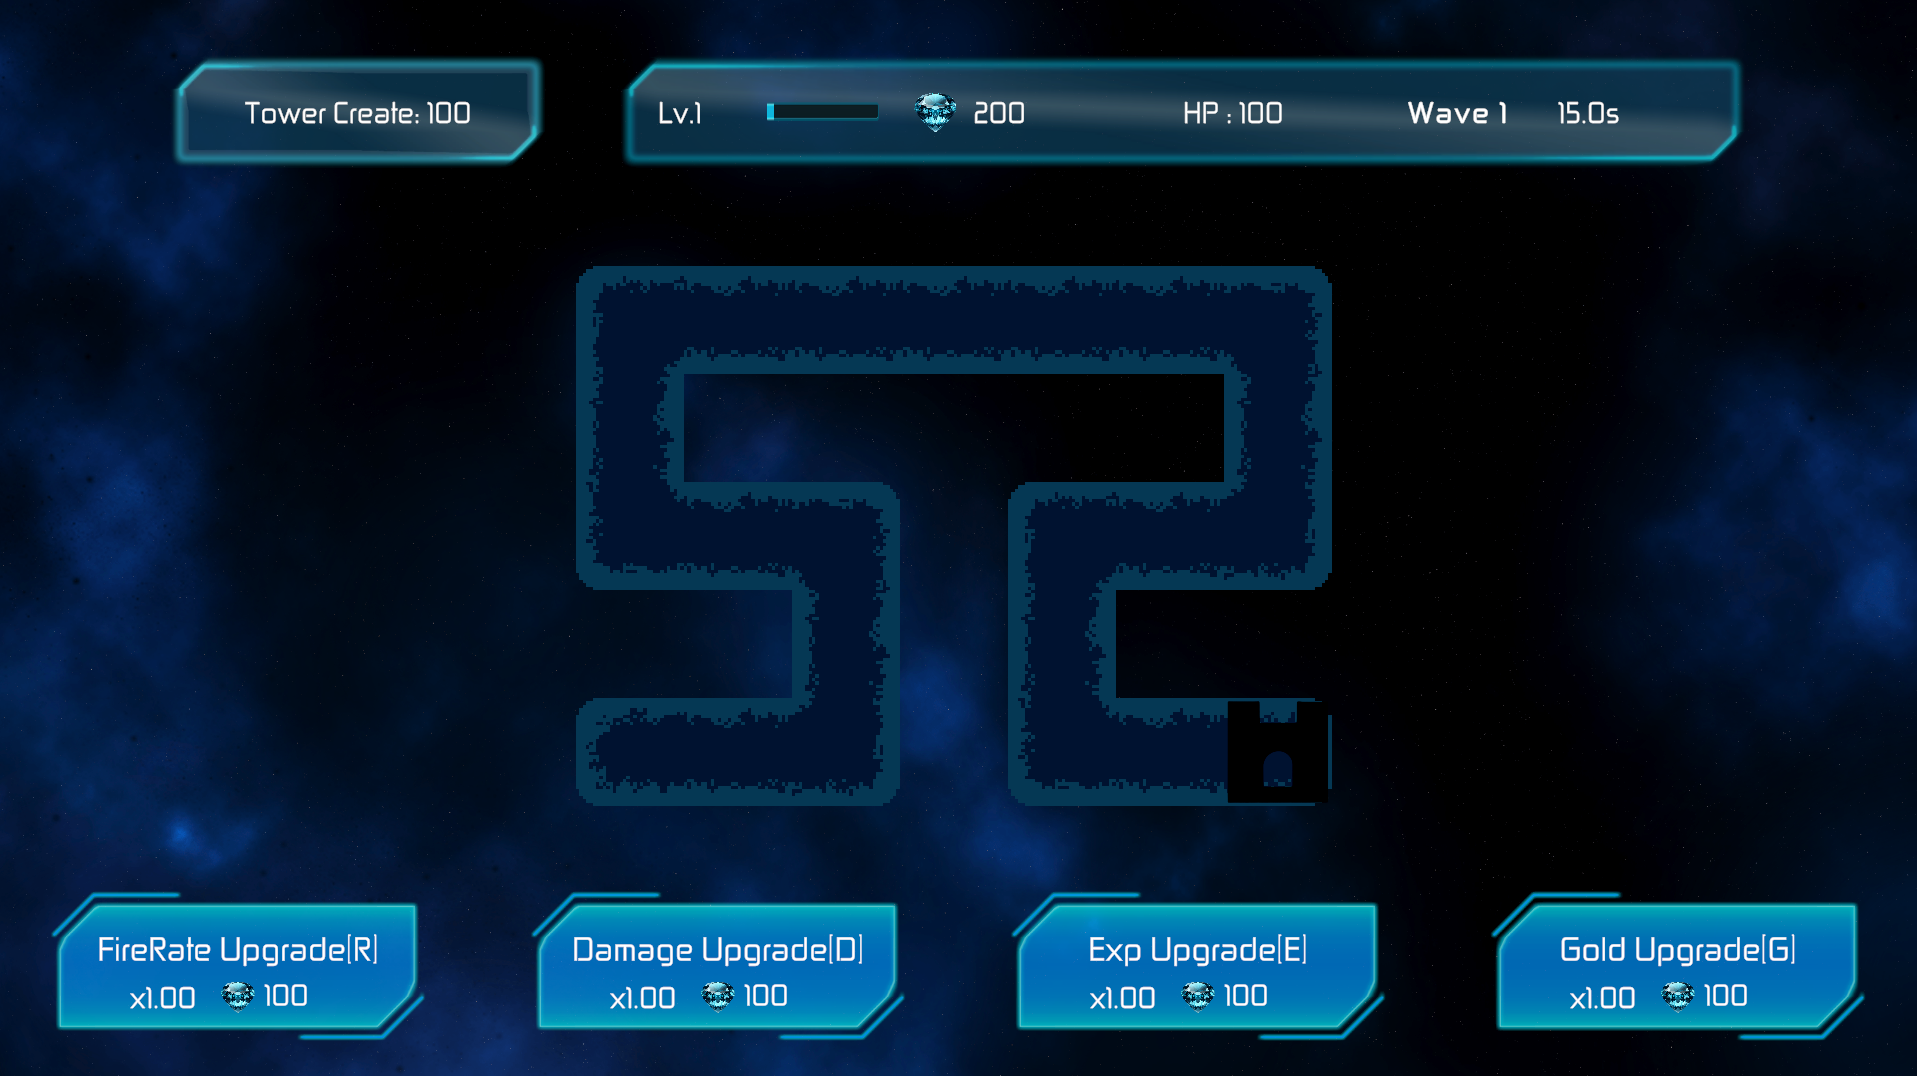 Tower Create: 100
Lv.1 200 HP : 100 Wave 1 15.0s
FireRate Upgrade[R]
x1.00 100
Damage Upgrade[D]
x1.00 100
Exp Upgrade[E]
x1.00 100
Gold Upgrade[G]
x1.00 100